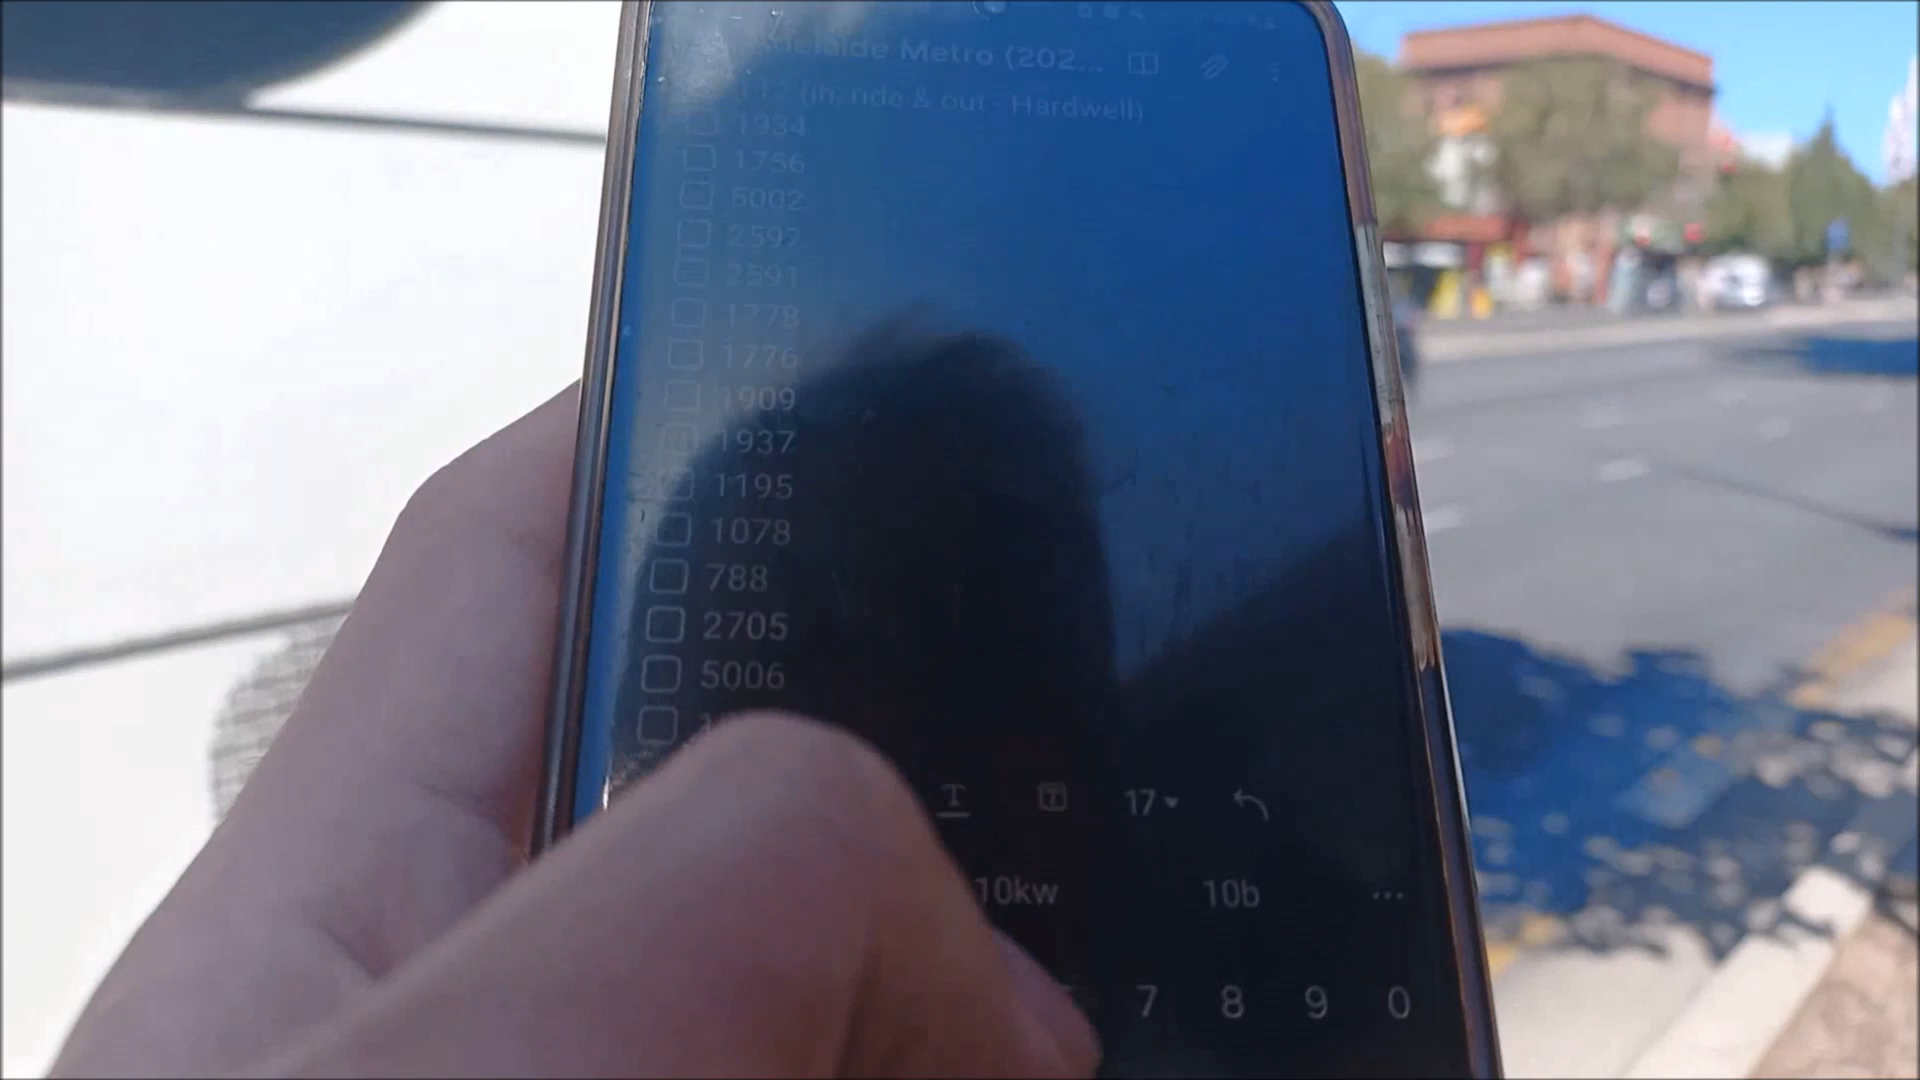 Adelaide Metro (202...
112 (in, ride & out - Hardwell)
1934
1756
5002
2597
2591
1778
1776
1909
1937
1195
1078
788
2705
5006
T
T
17
10kw
10b
...
7 8 9 0